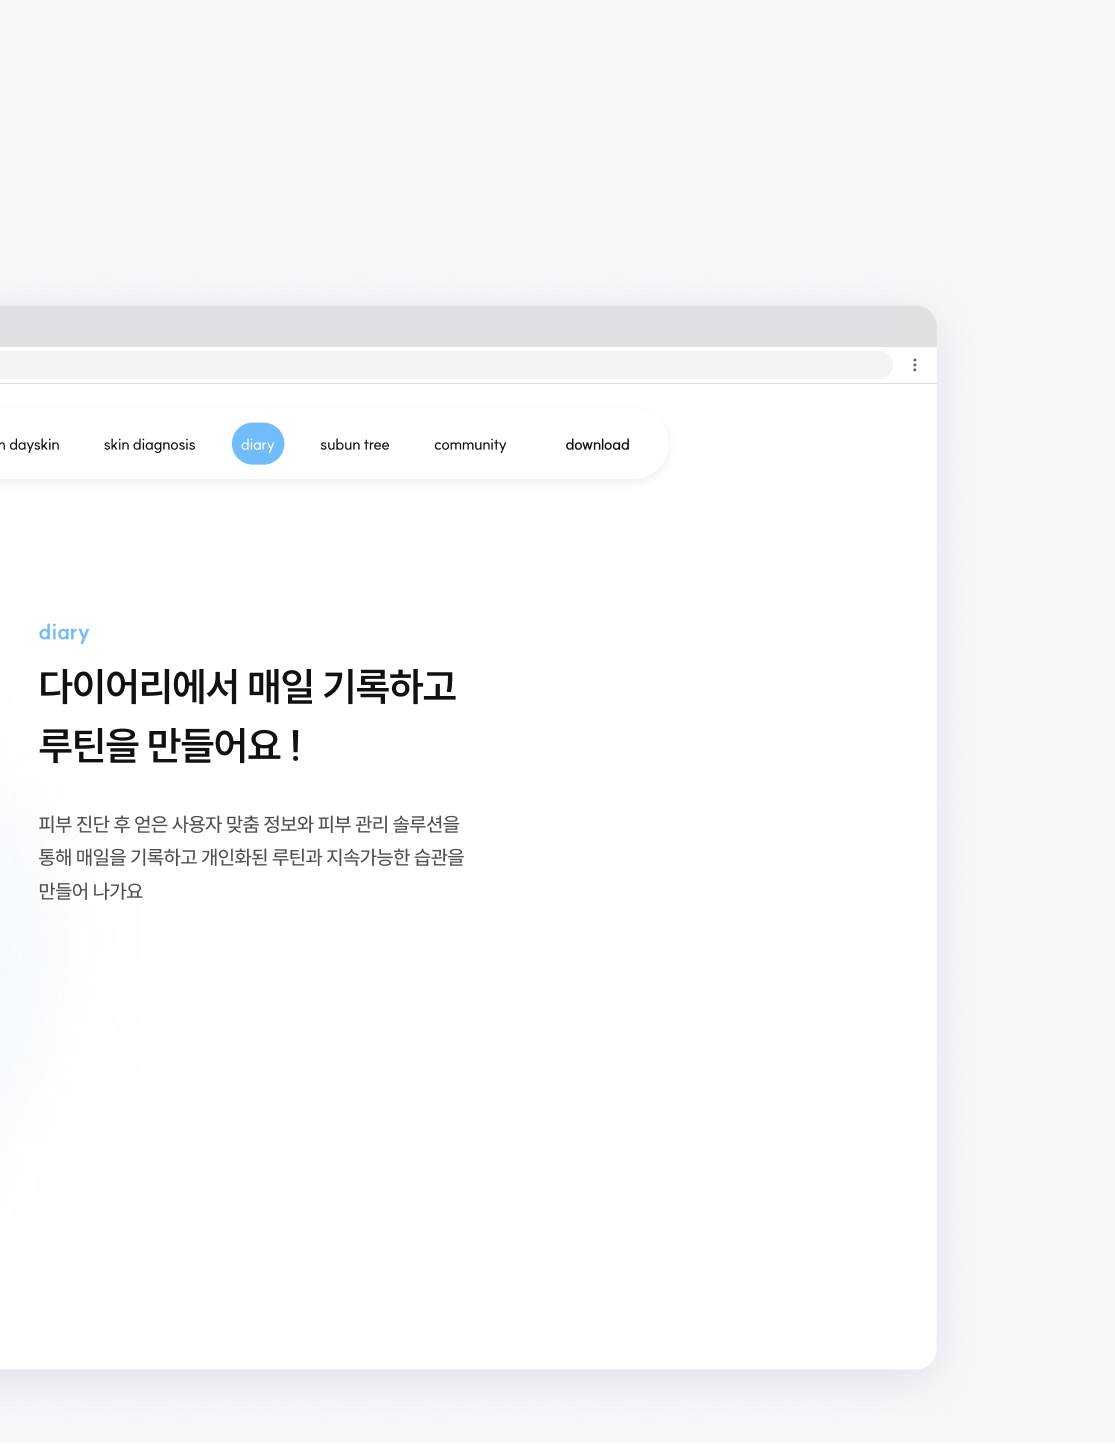 dayskin skin diagnosis diary subun tree community download
diary
다이어리에서 매일 기록하고
루틴을 만들어요 !
피부 진단 후 얻은 사용자 맞춤 정보와 피부 관리 솔루션을
통해 매일을 기록하고 개인화된 루틴과 지속가능한 습관을
만들어 나가요